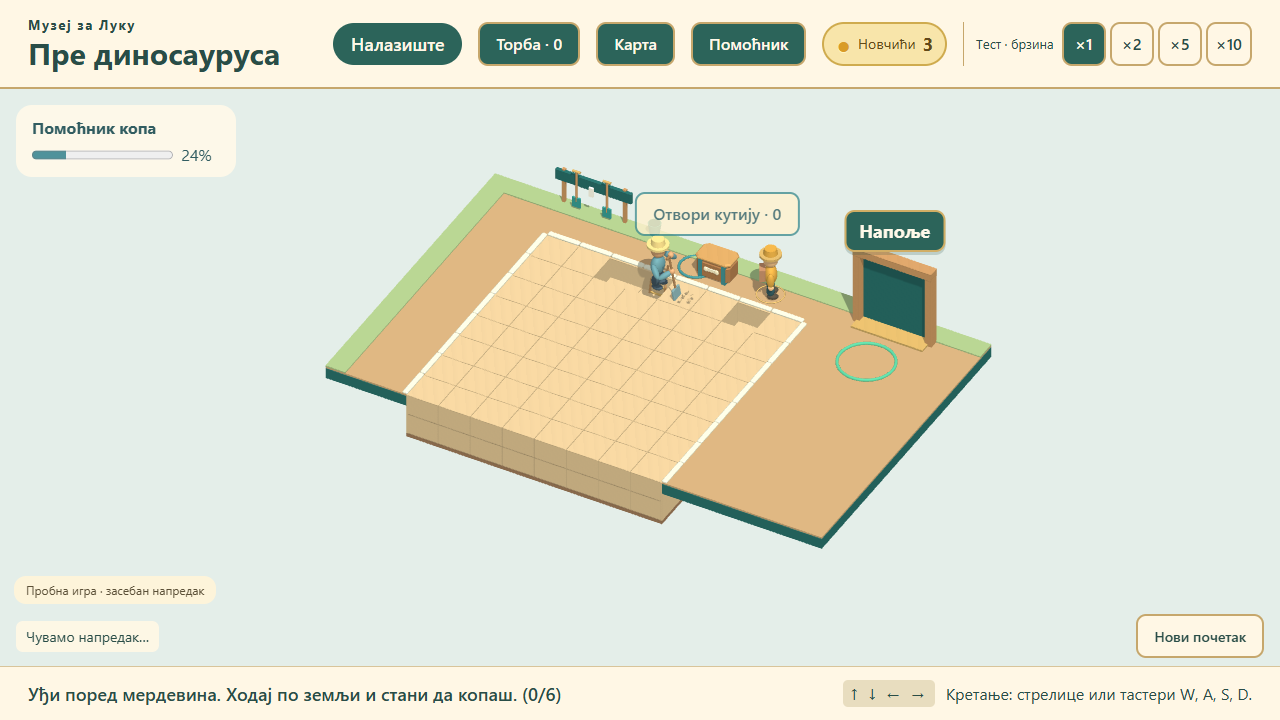 Музеј за Луку
Пре диносауруса
Налазиште
Торба · 0
Карта
Помоћник
Новчићи 3
Тест · брзина
×1
×2
×5
×10
Помоћник копа
24%
Отвори кутију · 0
Напоље
Пробна игра · засебан напредак
Чувамо напредак...
Нови почетак
Уђи поред мердевина. Ходај по земљи и стани да копаш. (0/6)
↑ ↓ ← → Кретање: стрелице или тастери W, A, S, D.